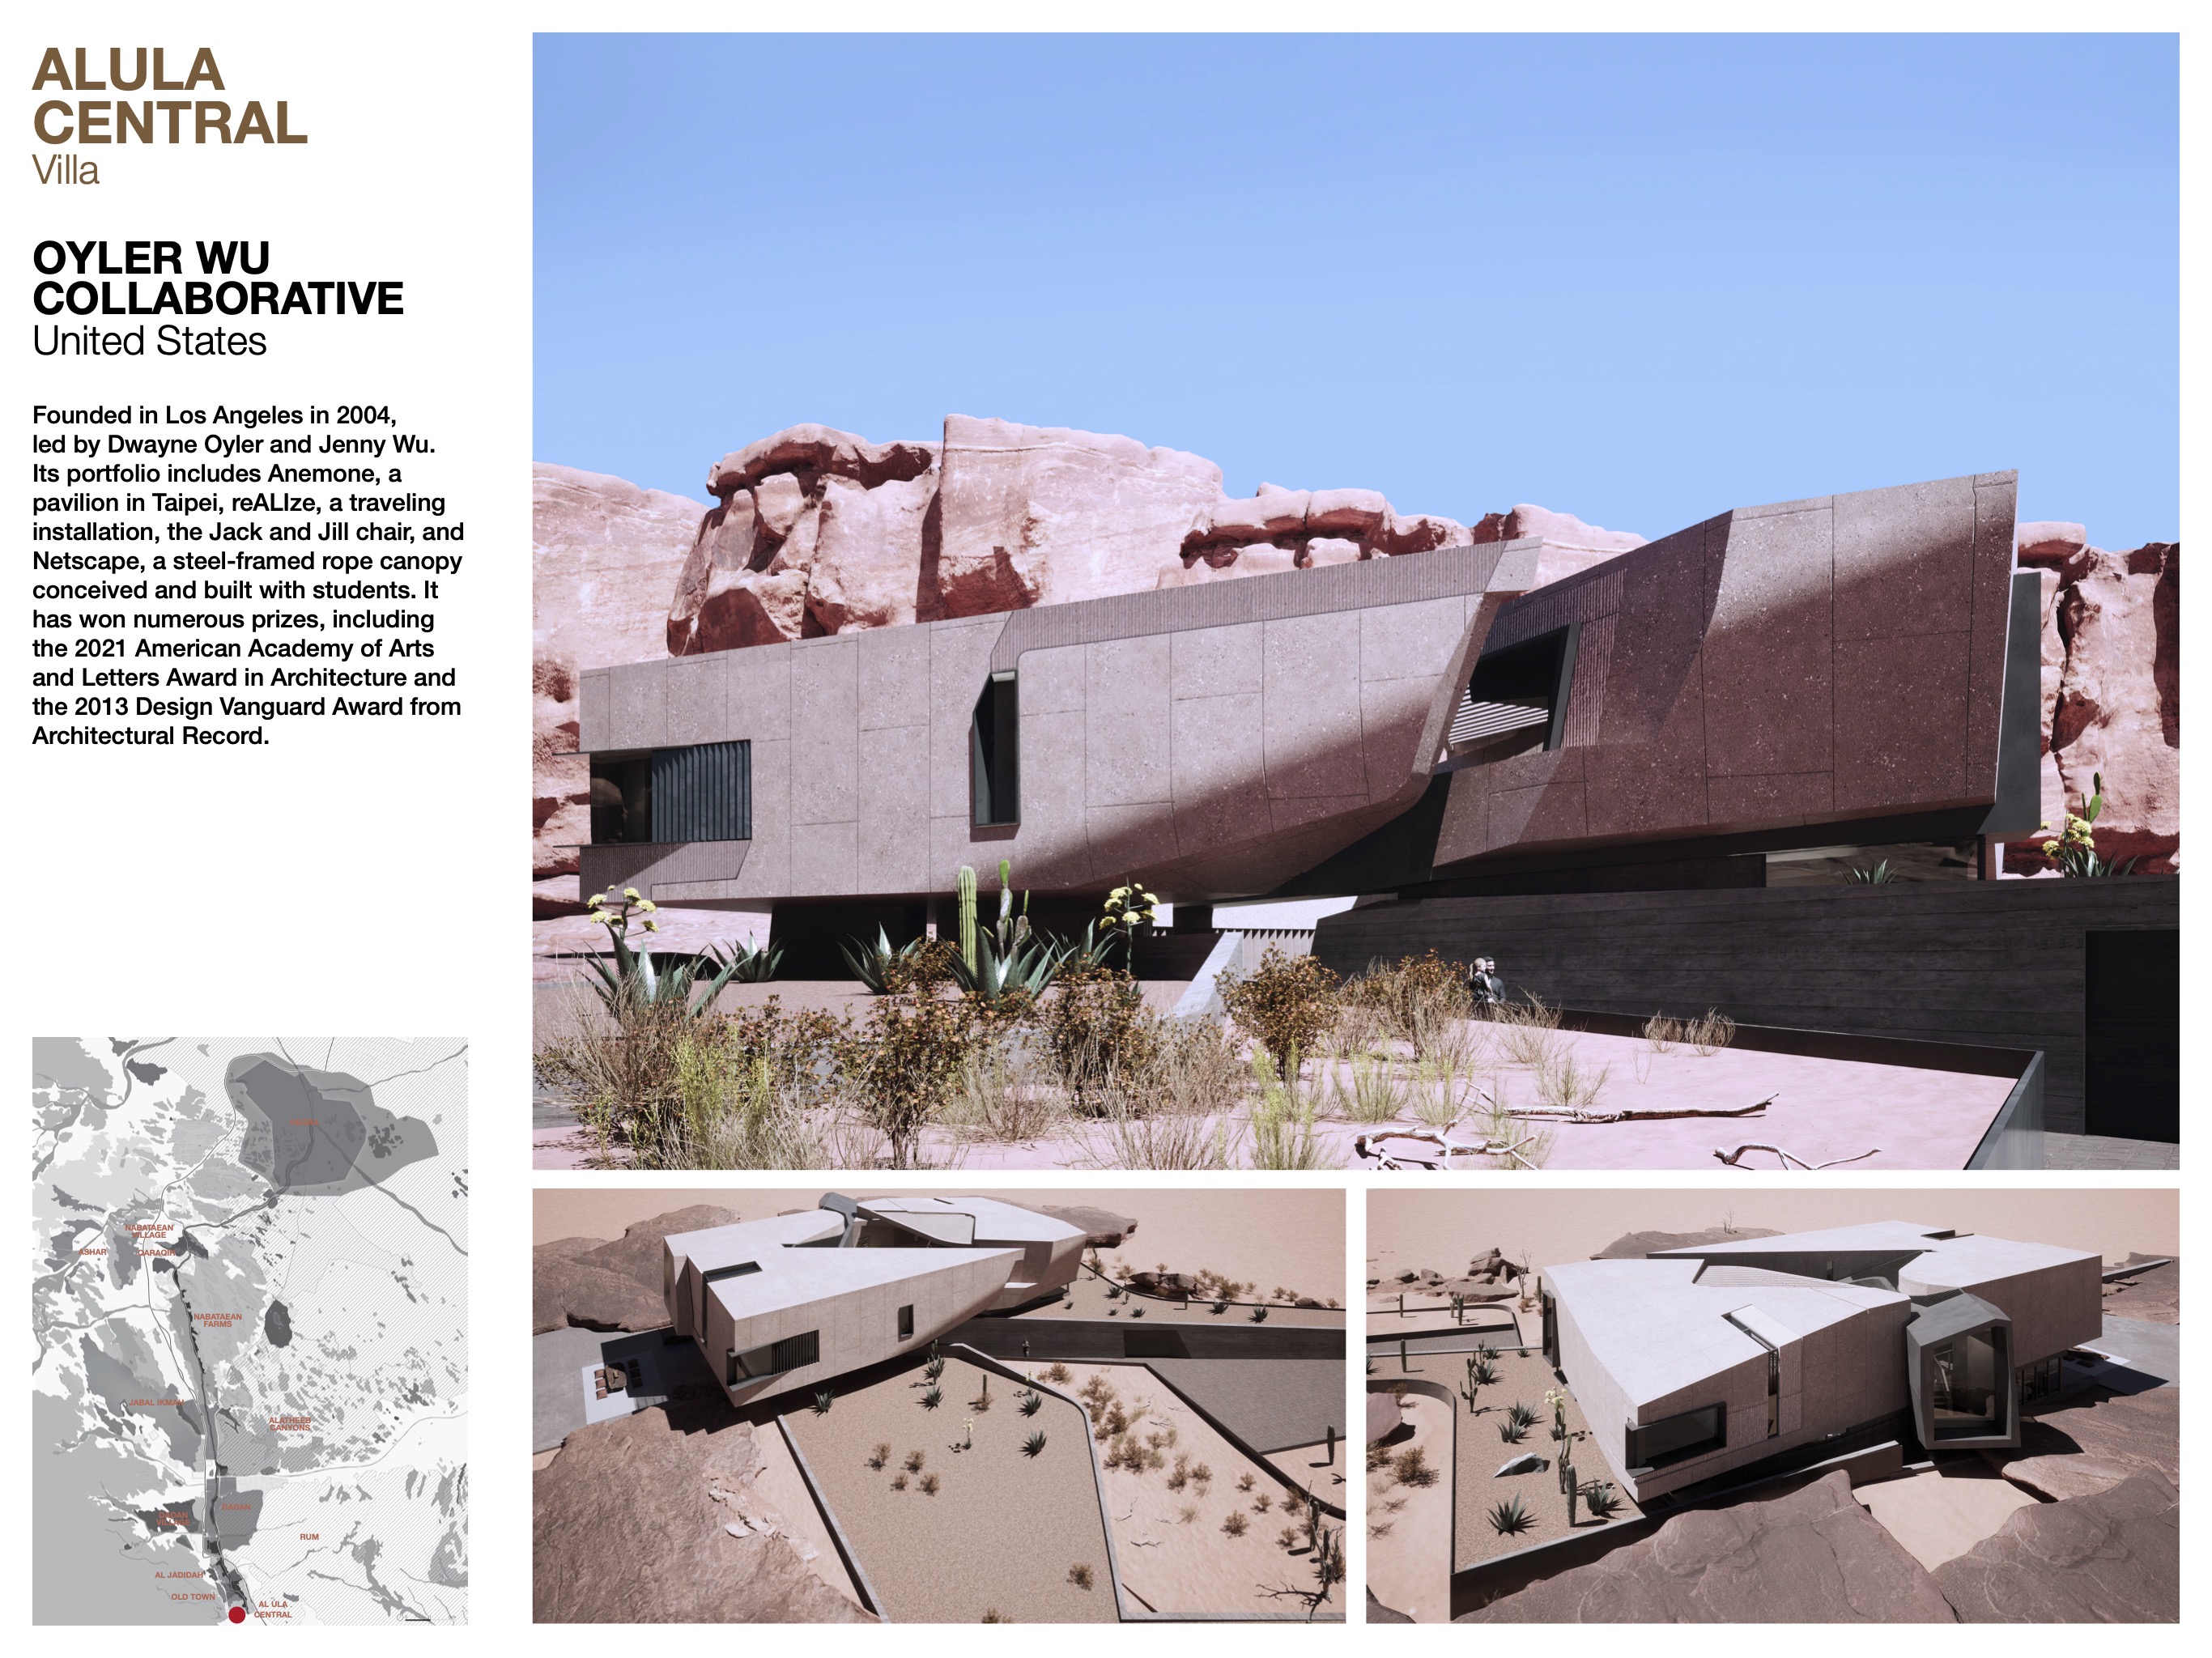 ALULA
CENTRAL
Villa
OYLER WU
COLLABORATIVE
United States
Founded in Los Angeles in 2004,
led by Dwayne Oyler and Jenny Wu.
Its portfolio includes Anemone, a
pavilion in Taipei, reALIze, a traveling
installation, the Jack and Jill chair, and
Netscape, a steel-framed rope canopy
conceived and built with students. It
has won numerous prizes, including
the 2021 American Academy of Arts
and Letters Award in Architecture and
the 2013 Design Vanguard Award from
Architectural Record.
NABATAEAN
VILLAGE
ASHAR
QARAQIR
NABATAEAN
FARMS
JABAL IKMAH
ALATHEEB
CANYONS
DADAN
RUM
AL JADIDAH
OLD TOWN
AL ULA
CENTRAL